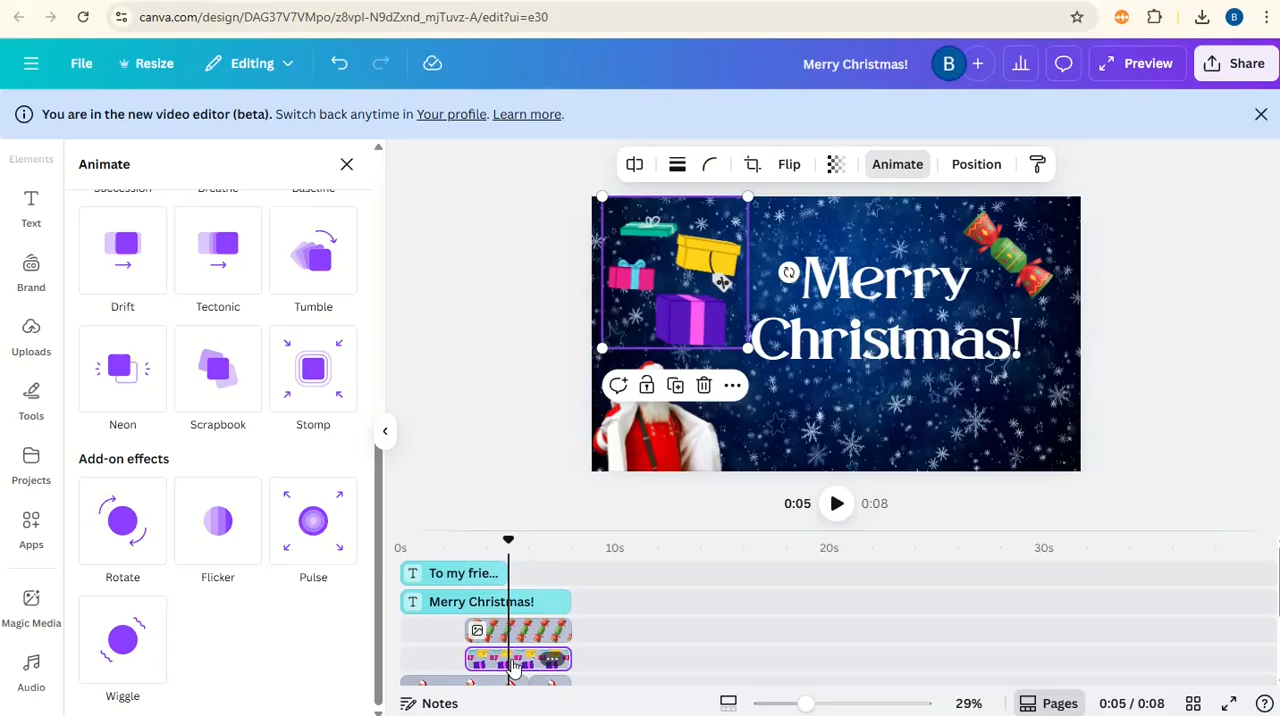 canva.com/design/DAG37V7VMpo/z8vpl-N9dZxnd_mjTuvz-A/edit?ui=e30
B
File
Resize
Editing
Merry Christmas!
B
Preview
Share
You are in the new video editor (beta). Switch back anytime in Your profile. Learn more.
Elements
Text
Brand
Uploads
Tools
Projects
Apps
Magic Media
Audio
Animate
Succession
Breathe
Baseline
Drift
Tectonic
Tumble
Neon
Scrapbook
Stomp
Add-on effects
Rotate
Flicker
Pulse
Wiggle
Flip
Animate
Position
Merry
Christmas!
0:05
0:08
0s
10s
20s
30s
T To my frie...
T Merry Christmas!
Notes
29%
Pages
0:05 / 0:08